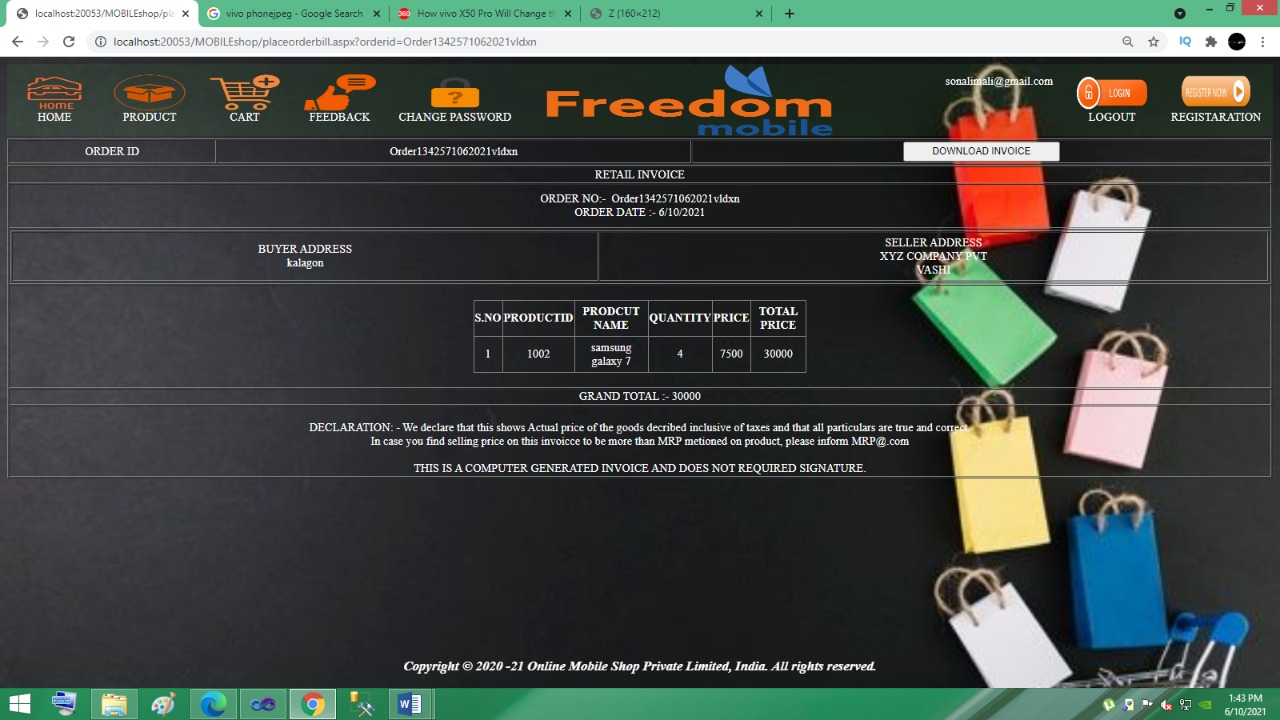 localhost:20053/MOBILEshop/pla
vivo phonejpeg - Google Search
How vivo X50 Pro Will Change th
Z (160×212)
localhost:20053/MOBILEshop/placeorderbill.aspx?orderid=Order1342571062021vldxn
IQ
HOME
HOME
PRODUCT
CART
FEEDBACK
CHANGE PASSWORD
Freedom
mobile
sonalimali@gmail.com
LOGIN
LOGOUT
REGISTER NOW
REGISTARATION
ORDER ID
Order1342571062021vldxn
DOWNLOAD INVOICE
RETAIL INVOICE
ORDER NO:- Order1342571062021vldxn
ORDER DATE :- 6/10/2021
BUYER ADDRESS
kalagon
SELLER ADDRESS
XYZ COMPANY PVT
VASHI
S.NO PRODUCTID PRODCUT NAME QUANTITY PRICE TOTAL PRICE
1 1002 samsung galaxy 7 4 7500 30000
GRAND TOTAL :- 30000
DECLARATION: - We declare that this shows Actual price of the goods decribed inclusive of taxes and that all particulars are true and correct
In case you find selling price on this invoicce to be more than MRP metioned on product, please inform MRP@.com
THIS IS A COMPUTER GENERATED INVOICE AND DOES NOT REQUIRED SIGNATURE.
Copyright © 2020 -21 Online Mobile Shop Private Limited, India. All rights reserved.
1:43 PM
6/10/2021